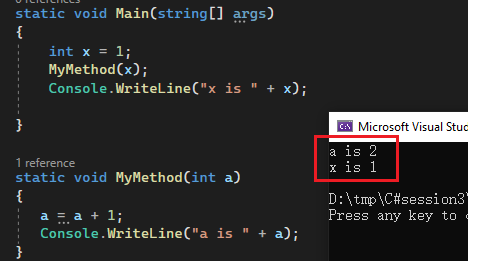 0 references
static void Main(string[] args)
{
int x = 1;
MyMethod(x);
Console.WriteLine("x is " + x);
}
1 reference
static void MyMethod(int a)
{
a = a + 1;
Console.WriteLine("a is " + a);
}
Microsoft Visual Stud
a is 2
x is 1
D:\tmp\C#session3\
Press any key to